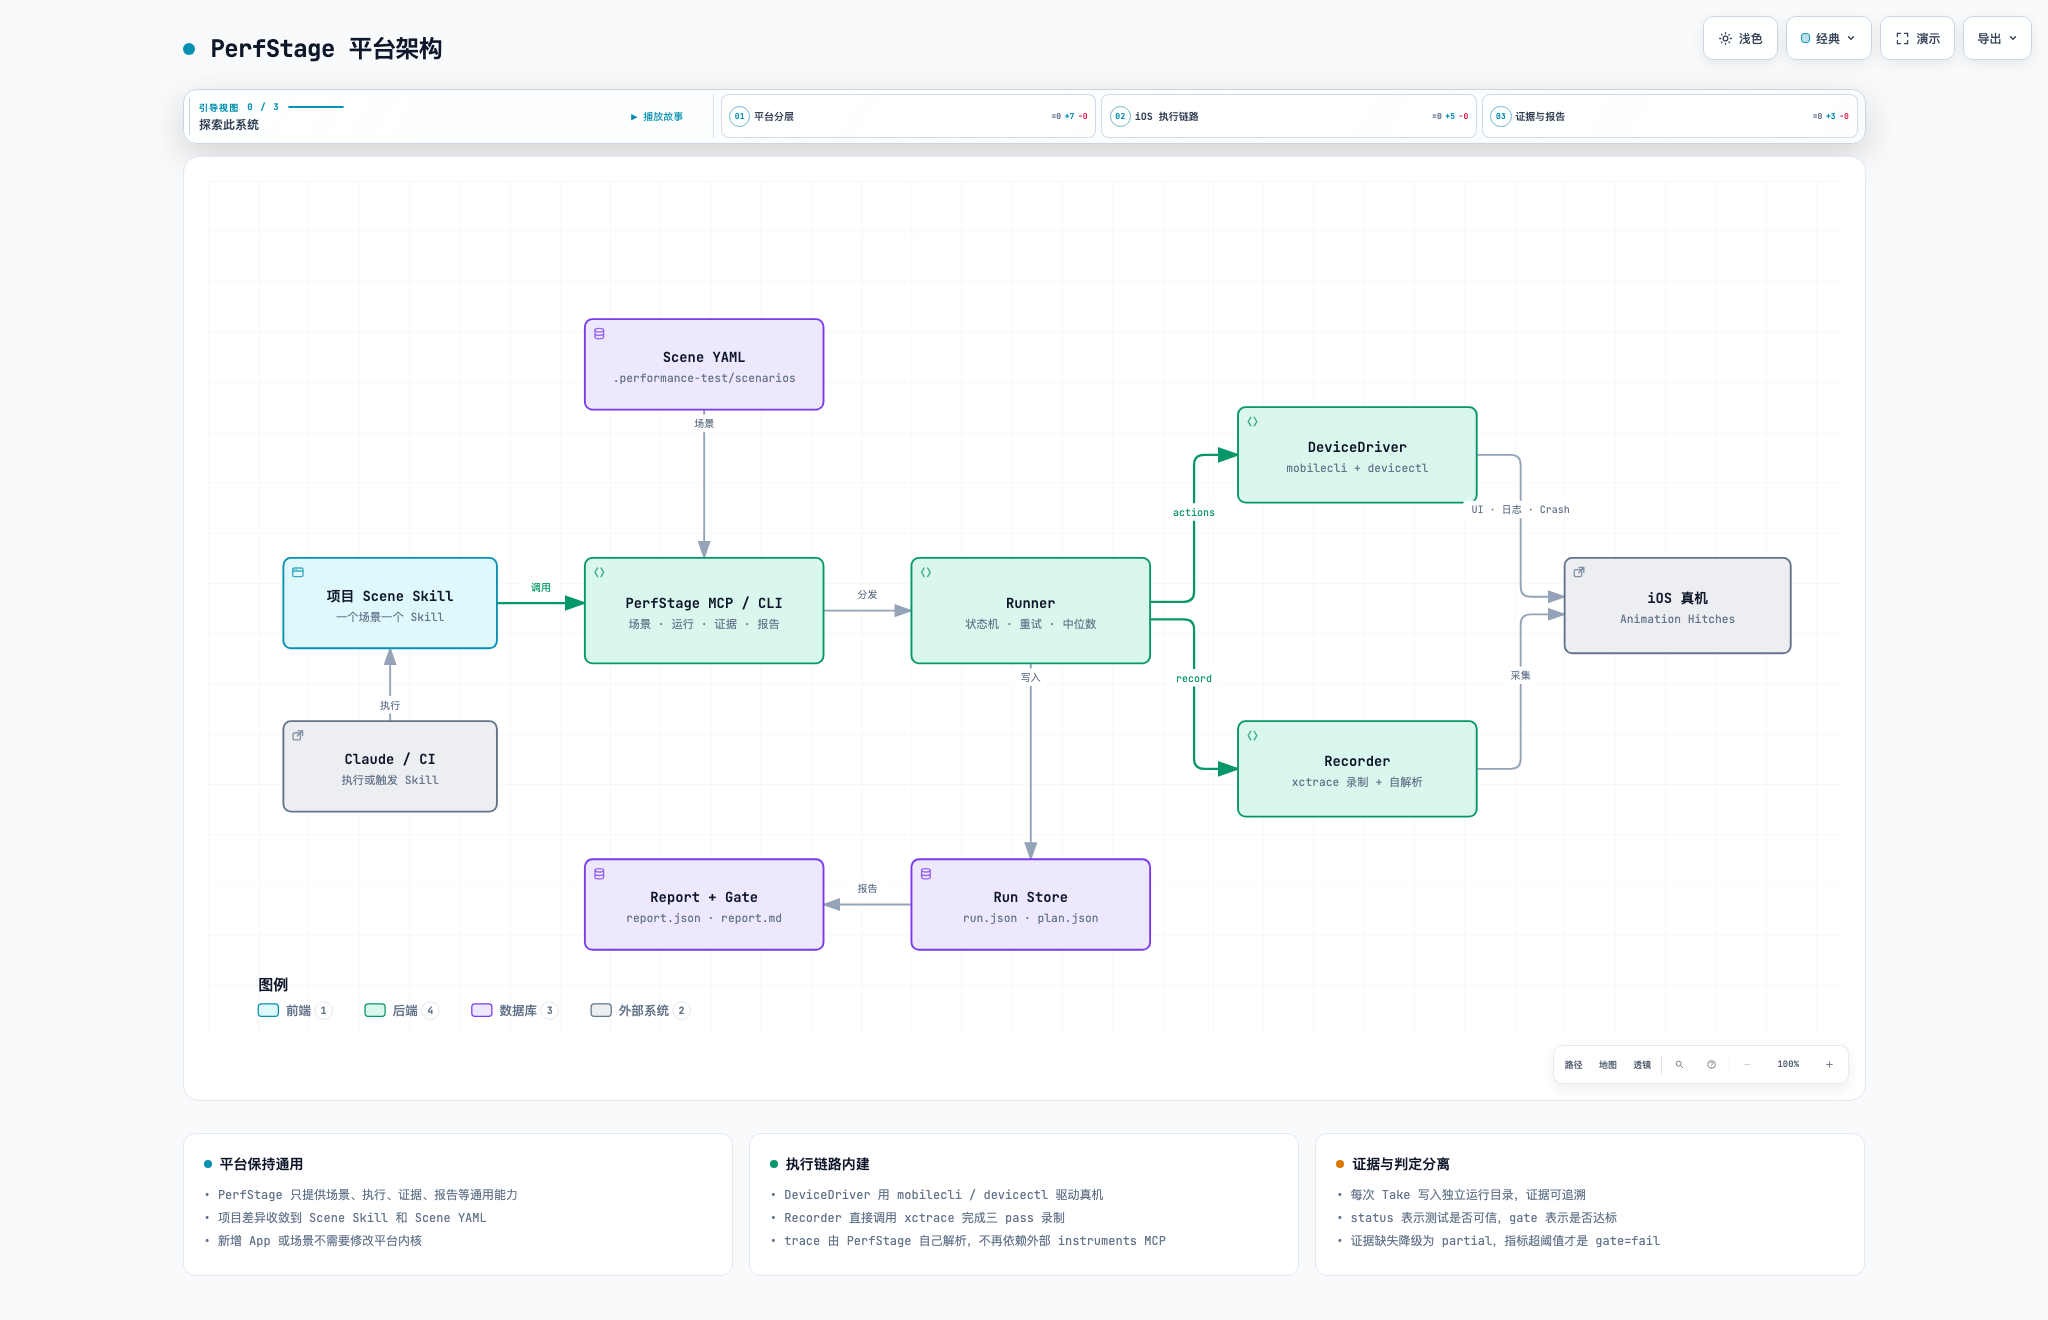 PerfStage 平台架构
浅色
经典
演示
导出
引导视图 0 / 3
探索此系统
▶ 播放故事
01 平台分层 =0 +7 -0
02 iOS 执行链路 =0 +5 -0
03 证据与报告 =0 +3 -0
Scene YAML
.performance-test/scenarios
场景
DeviceDriver
mobilecli + devicectl
actions
UI · 日志 · Crash
项目 Scene Skill
一个场景一个 Skill
调用
PerfStage MCP / CLI
场景 · 运行 · 证据 · 报告
分发
Runner
状态机 · 重试 · 中位数
iOS 真机
Animation Hitches
写入
record
采集
执行
Claude / CI
执行或触发 Skill
Recorder
xctrace 录制 + 自解析
Report + Gate
report.json · report.md
报告
Run Store
run.json · plan.json
图例
前端 1
后端 4
数据库 3
外部系统 2
路径
地图
透镜
100%
平台保持通用
• PerfStage 只提供场景、执行、证据、报告等通用能力
• 项目差异收敛到 Scene Skill 和 Scene YAML
• 新增 App 或场景不需要修改平台内核
执行链路内建
• DeviceDriver 用 mobilecli / devicectl 驱动真机
• Recorder 直接调用 xctrace 完成三 pass 录制
• trace 由 PerfStage 自己解析，不再依赖外部 instruments MCP
证据与判定分离
• 每次 Take 写入独立运行目录，证据可追溯
• status 表示测试是否可信，gate 表示是否达标
• 证据缺失降级为 partial，指标超阈值才是 gate=fail